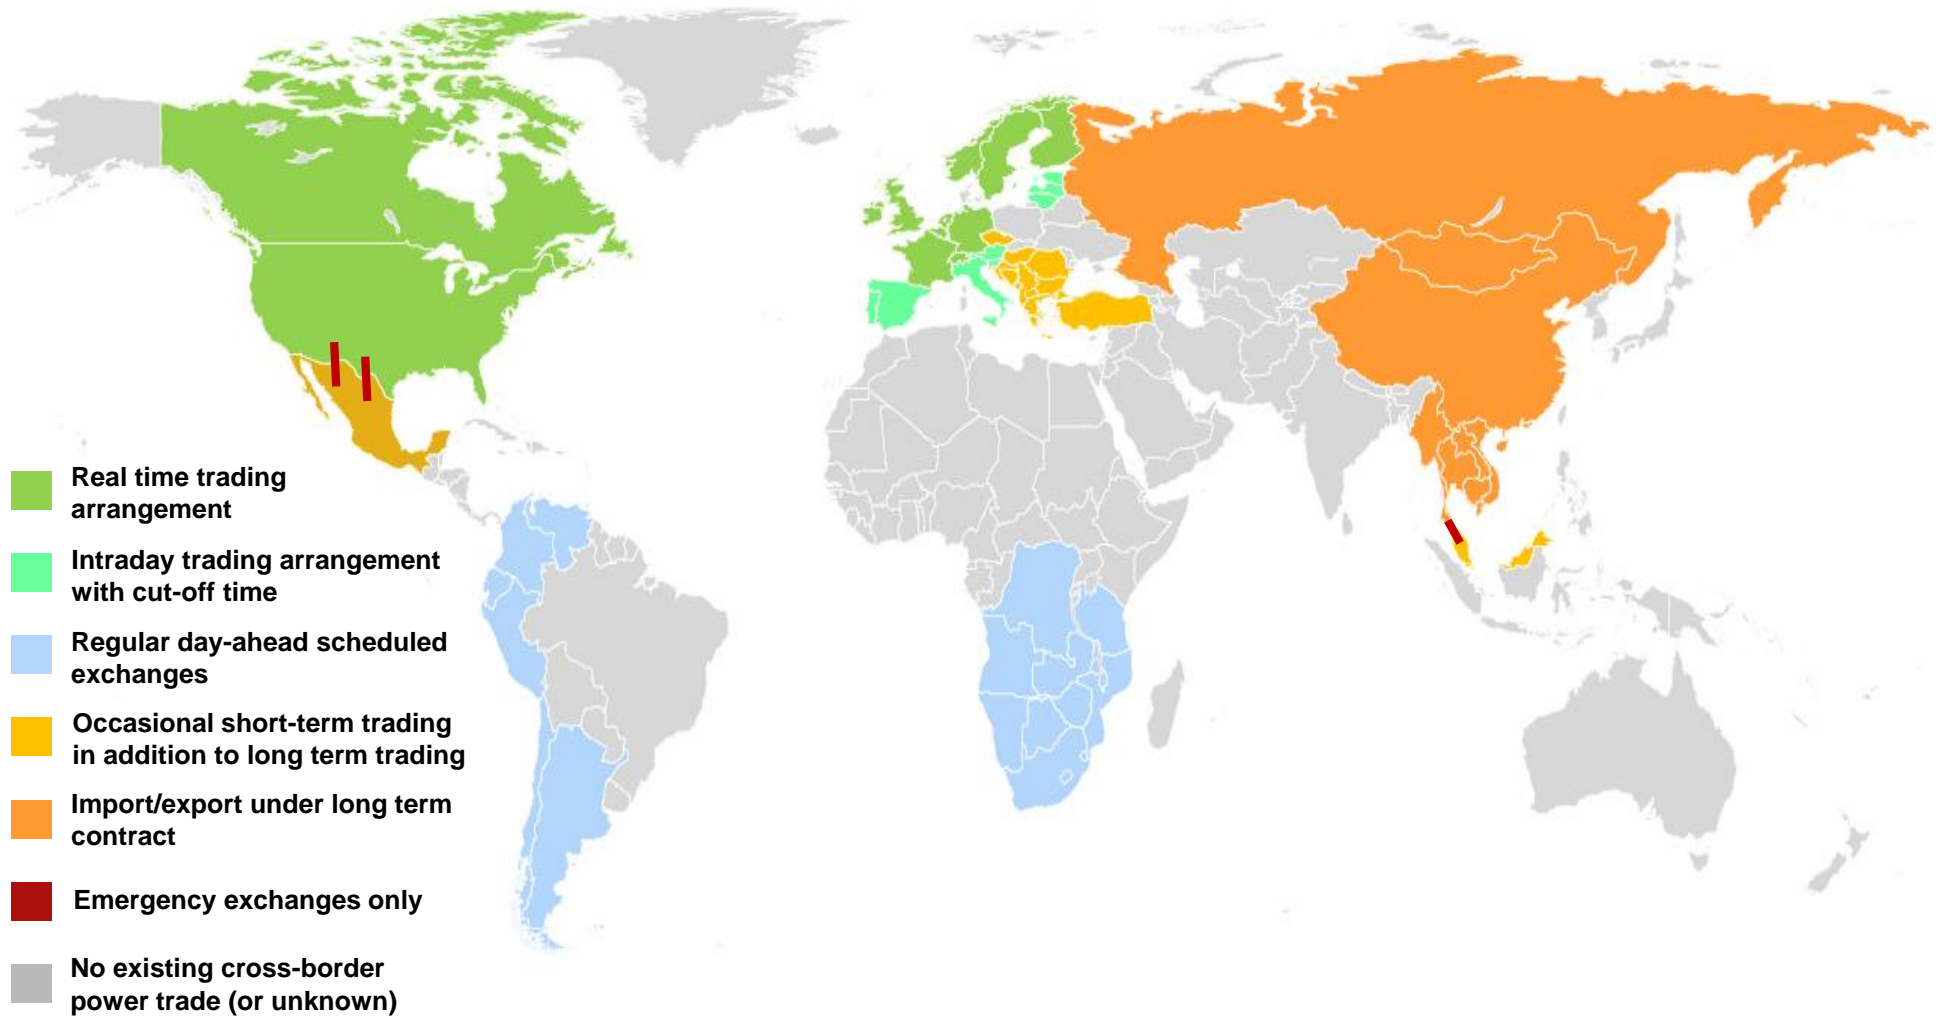 Real time trading
arrangement
Intraday trading arrangement
with cut-off time
Regular day-ahead scheduled
exchanges
Occasional short-term trading
in addition to long term trading
Import/export under long term
contract
Emergency exchanges only
No existing cross-border
power trade (or unknown)